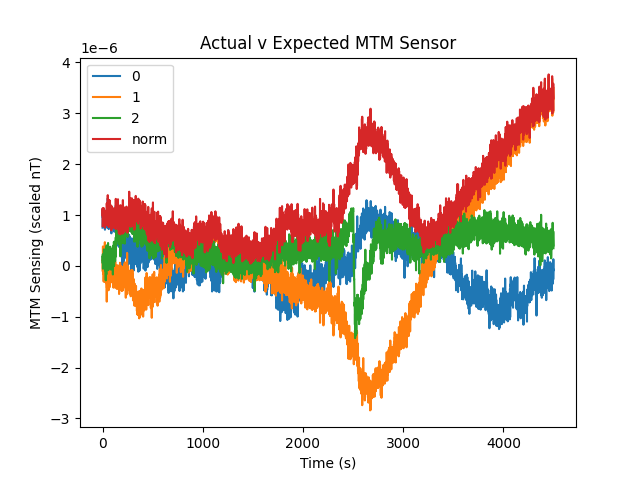 Actual v Expected MTM Sensor
1e−6
4
3
2
1
0
−1
−2
−3
MTM Sensing (scaled nT)
0
1
2
norm
0 1000 2000 3000 4000
Time (s)